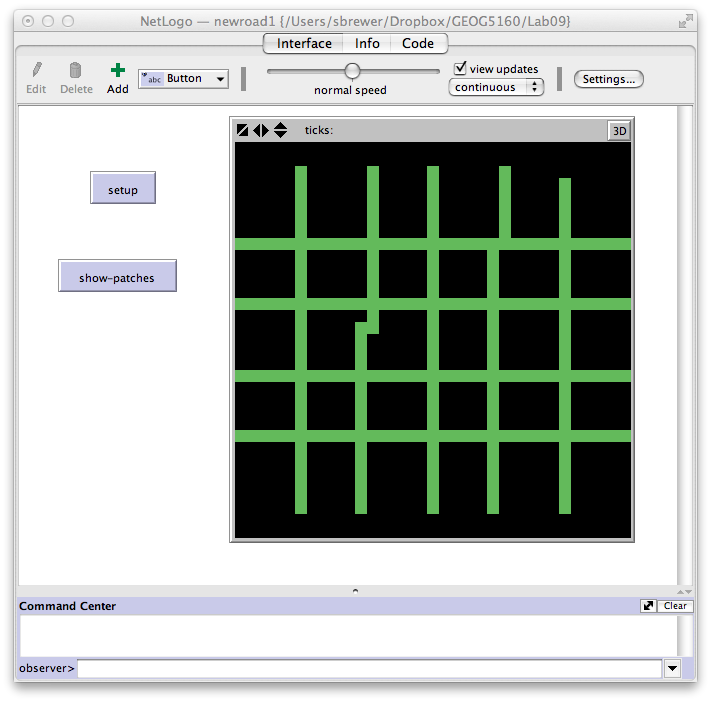 NetLogo — newroad1 {/Users/sbrewer/Dropbox/GEOG5160/Lab09}
Interface Info Code
Edit Delete Add abc Button normal speed view updates continuous Settings...
ticks: 3D
setup
show-patches
Command Center Clear
observer>